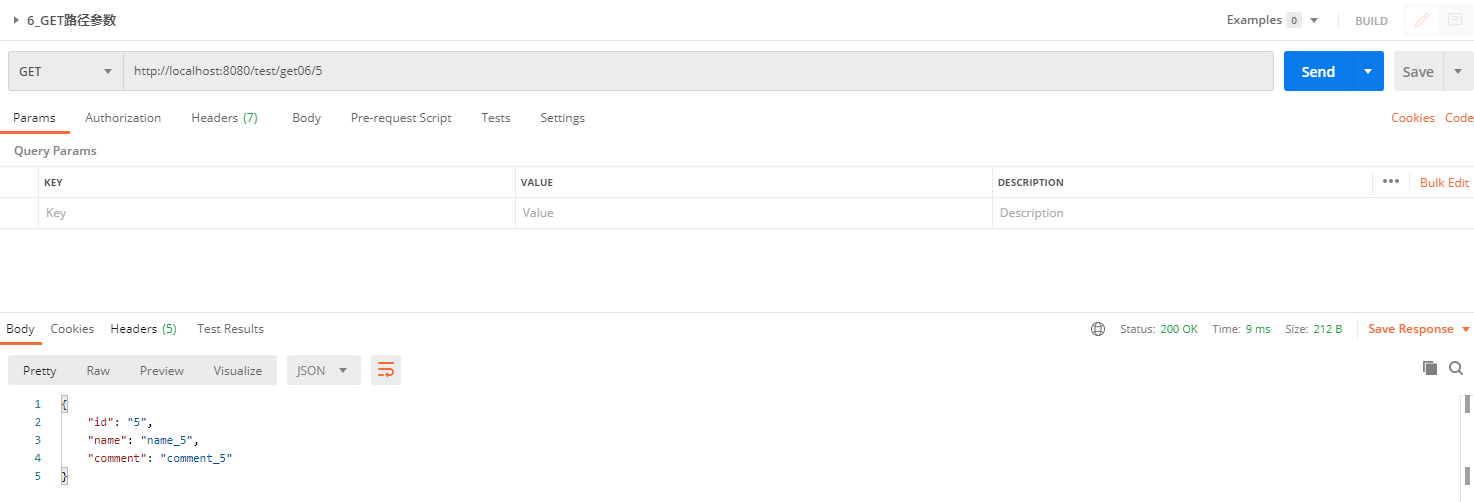 6_GET路径参数 Examples 0 BUILD
GET http://localhost:8080/test/get06/5 Send Save
Params Authorization Headers (7) Body Pre-request Script Tests Settings Cookies Code
Query Params
KEY VALUE DESCRIPTION ••• Bulk Edit
Key Value Description
Body Cookies Headers (5) Test Results Status: 200 OK Time: 9 ms Size: 212 B Save Response
Pretty Raw Preview Visualize JSON
1 {
2 "id": "5",
3 "name": "name_5",
4 "comment": "comment_5"
5 }